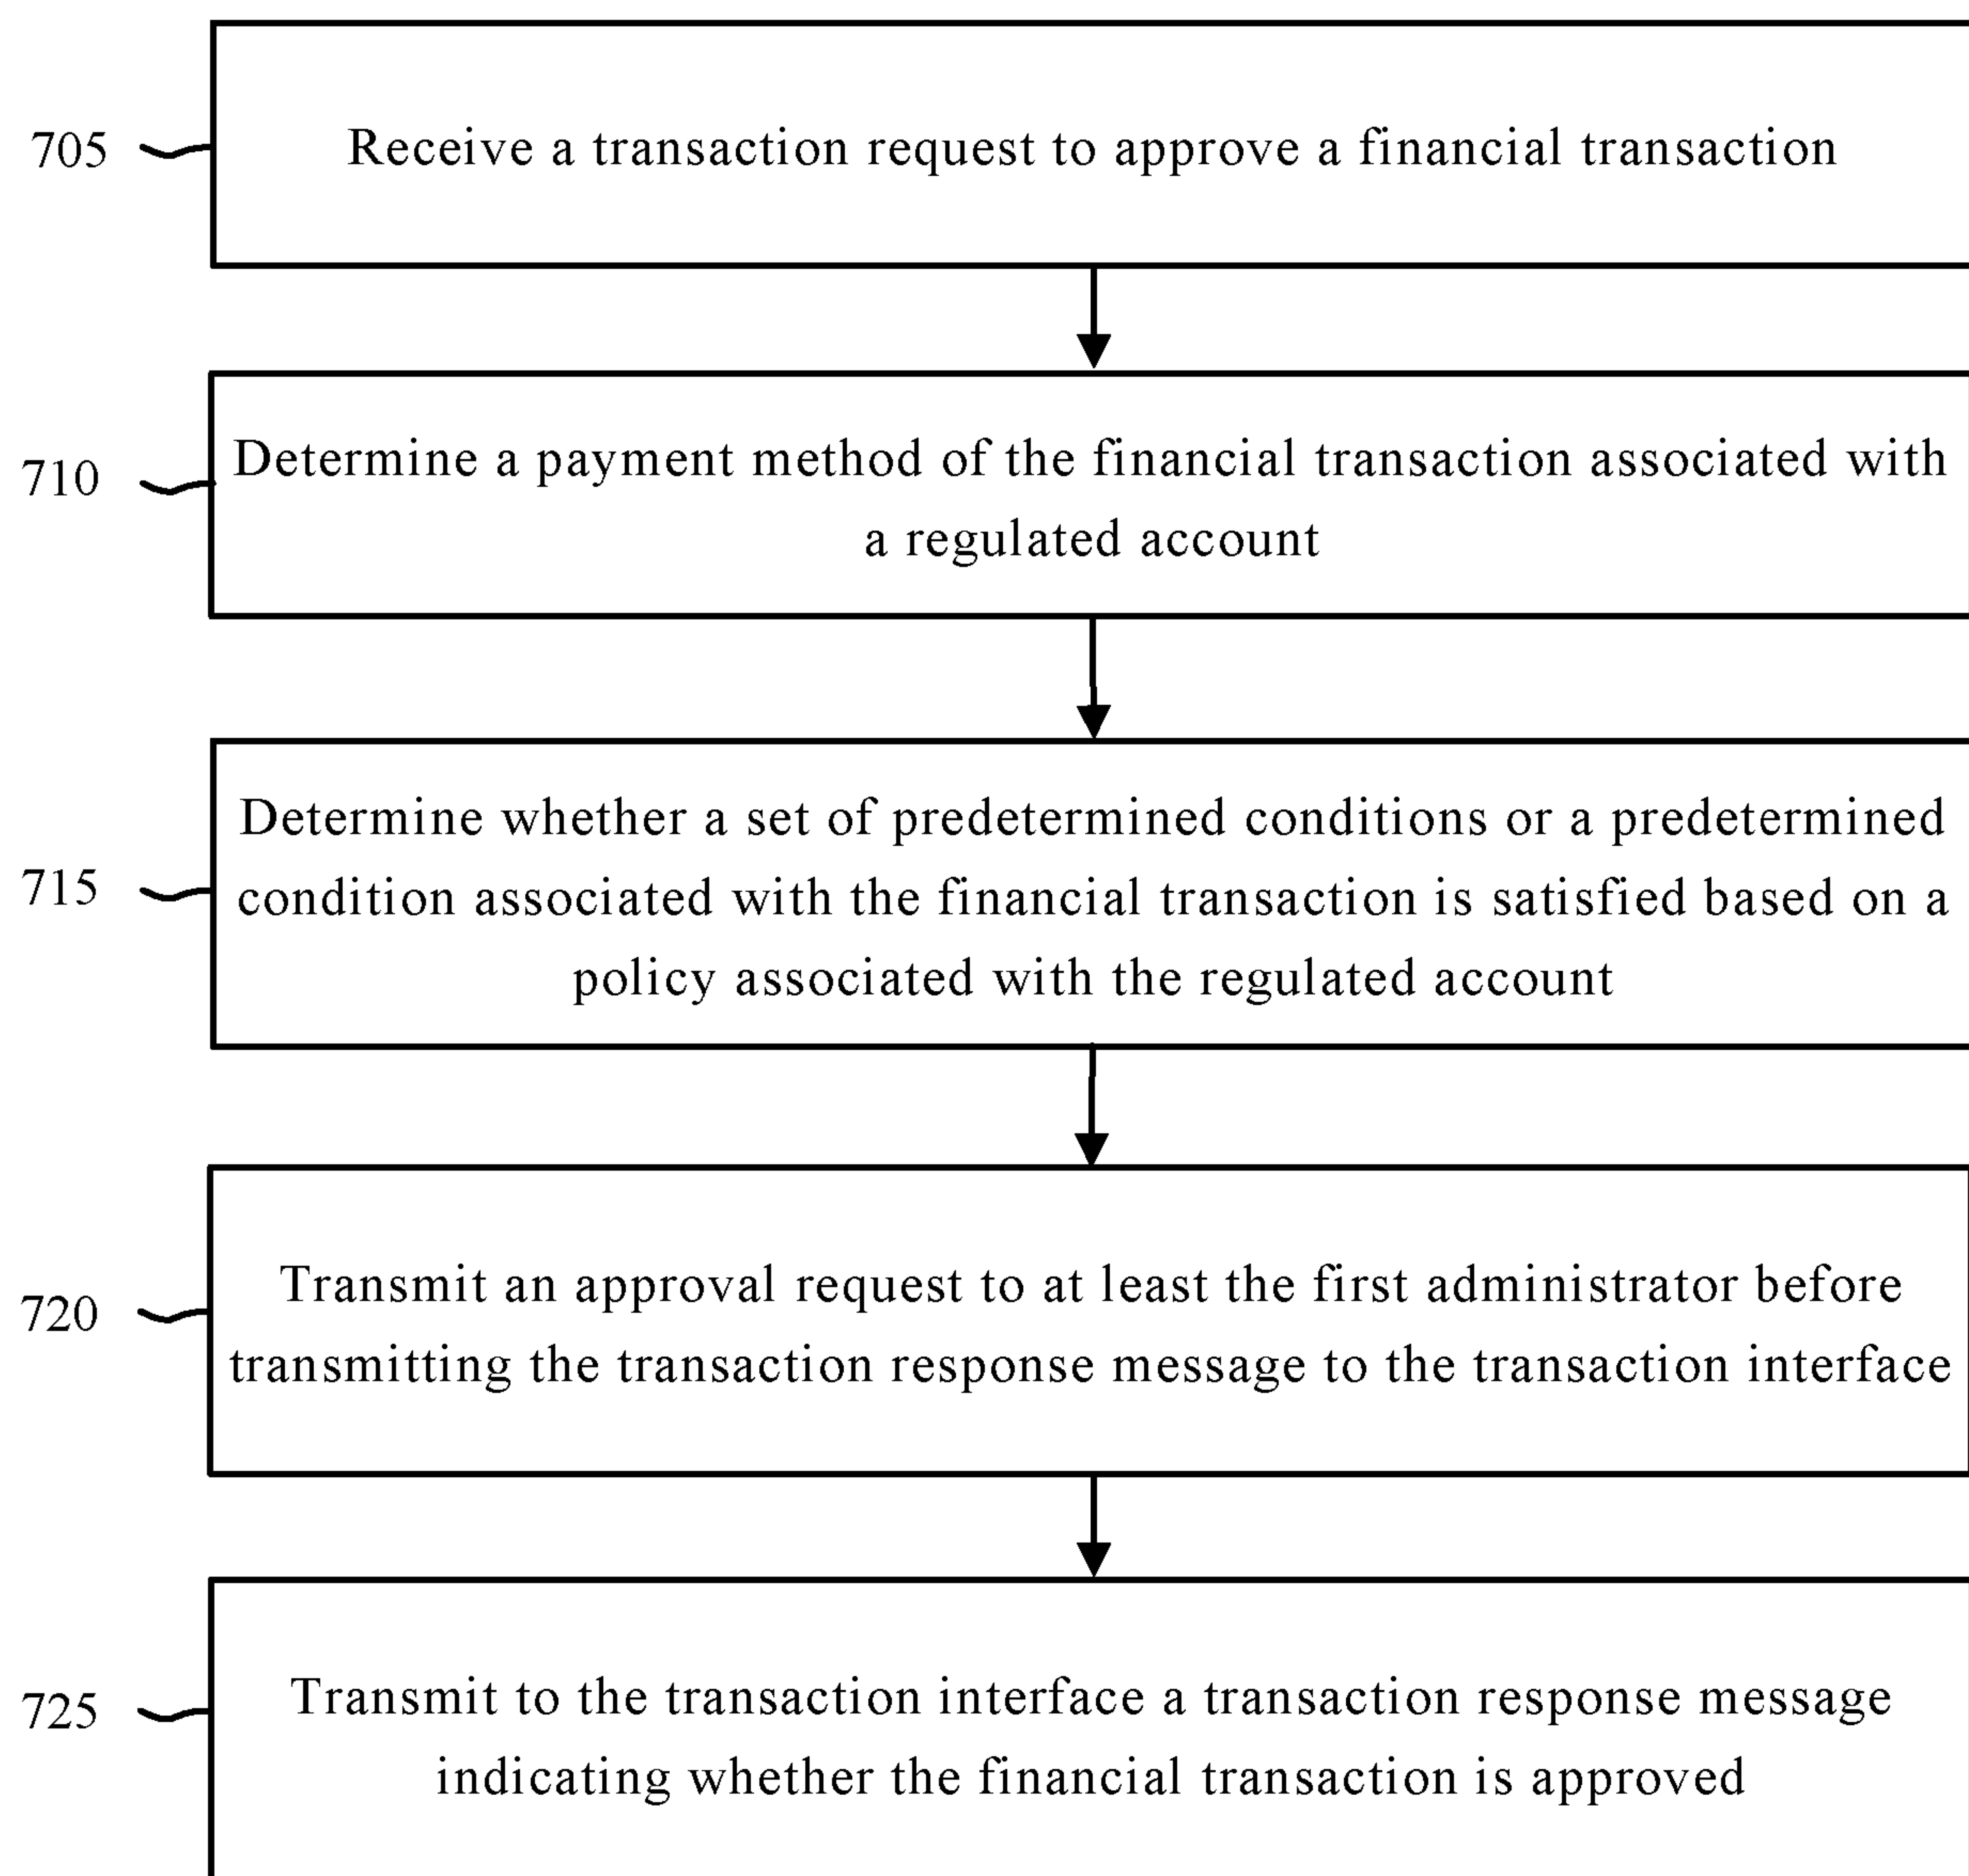 705
Receive a transaction request to approve a financial transaction
710
Determine a payment method of the financial transaction associated with
a regulated account
715
Determine whether a set of predetermined conditions or a predetermined
condition associated with the financial transaction is satisfied based on a
policy associated with the regulated account
720
Transmit an approval request to at least the first administrator before
transmitting the transaction response message to the transaction interface
725
Transmit to the transaction interface a transaction response message
indicating whether the financial transaction is approved